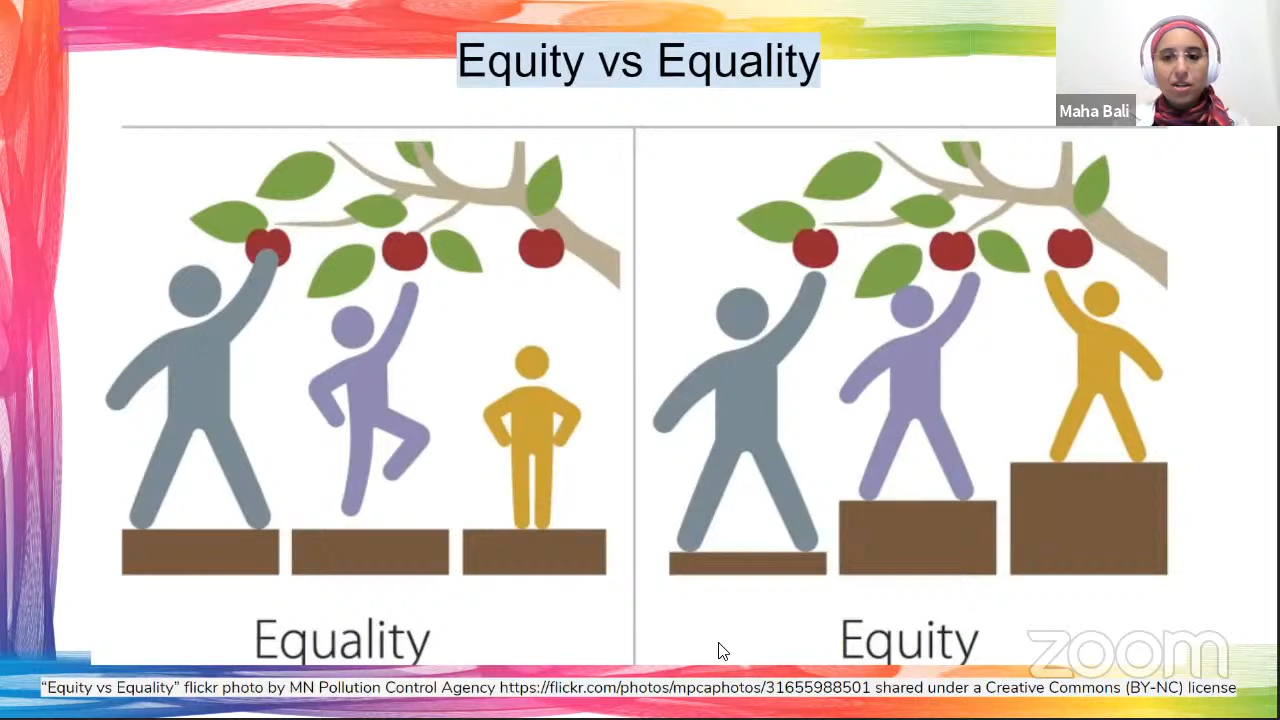 Equity vs Equality
Maha Bali
Equality
Equity
zoom
“Equity vs Equality” flickr photo by MN Pollution Control Agency https://flickr.com/photos/mpcaphotos/31655988501 shared under a Creative Commons (BY-NC) license